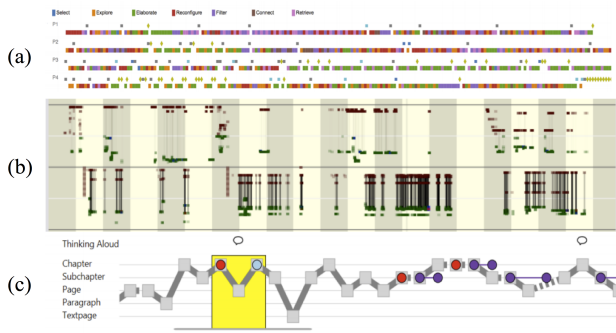 Select Explore Elaborate Reconfigure Filter Connect Retrieve
P1
(a)
P2
P3
P4
(b)
Thinking Aloud
(c)
Chapter
Subchapter
Page
Paragraph
Textpage